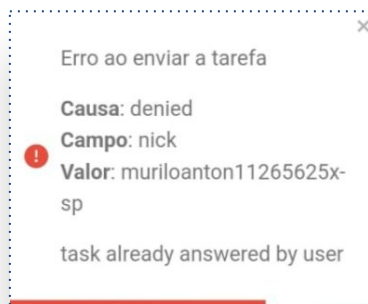 Erro ao enviar a tarefa
Causa: denied
Campo: nick
Valor: muriloanton11265625x-
sp
task already answered by user